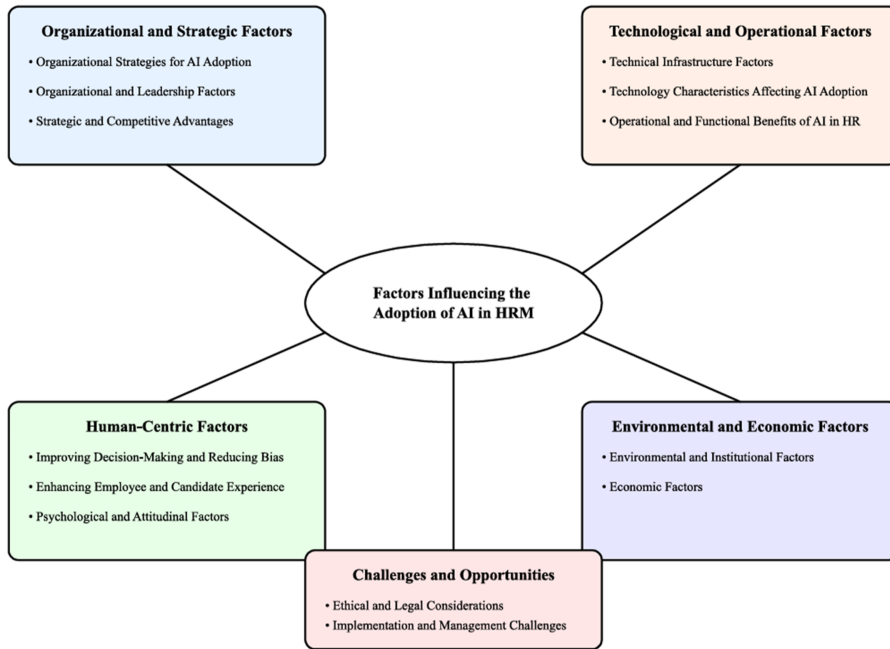 Organizational and Strategic Factors
• Organizational Strategies for AI Adoption
• Organizational and Leadership Factors
• Strategic and Competitive Advantages
Technological and Operational Factors
• Technical Infrastructure Factors
• Technology Characteristics Affecting AI Adoption
• Operational and Functional Benefits of AI in HR
Factors Influencing the
Adoption of AI in HRM
Human-Centric Factors
• Improving Decision-Making and Reducing Bias
• Enhancing Employee and Candidate Experience
• Psychological and Attitudinal Factors
Environmental and Economic Factors
• Environmental and Institutional Factors
• Economic Factors
Challenges and Opportunities
• Ethical and Legal Considerations
• Implementation and Management Challenges